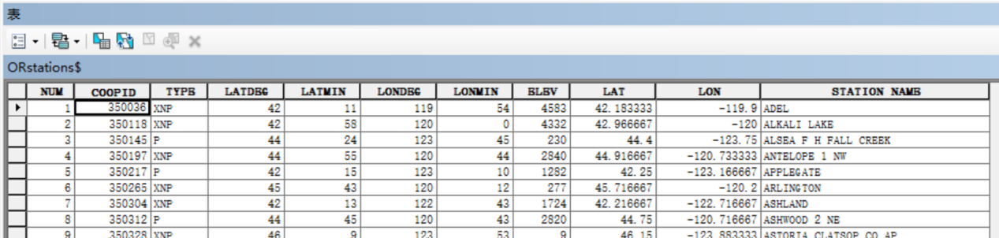 表
ORstations$
NUM COOPID TYPE LATDEG LATMIN LONDEG LONMIN ELEV LAT LON STATION NAME
1 350036 XNP 42 11 119 54 4583 42.183333 -119.9 ADEL
2 350118 XNP 42 58 120 0 4332 42.966667 -120 ALKALI LAKE
3 350145 P 44 24 123 45 230 44.4 -123.75 ALSEA F H FALL CREEK
4 350197 XNP 44 55 120 44 2840 44.916667 -120.733333 ANTELOPE 1 NW
5 350217 P 42 15 123 10 1282 42.25 -123.166667 APPLEGATE
6 350265 XNP 45 43 120 12 277 45.716667 -120.2 ARLINGTON
7 350304 XNP 42 13 122 43 1724 42.216667 -122.716667 ASHLAND
8 350312 P 44 45 120 43 2820 44.75 -120.716667 ASHWOOD 2 NE
9 350328 XNP 46 9 123 53 9 46.15 -123.883333 ASTORIA CLATSOP CO AP